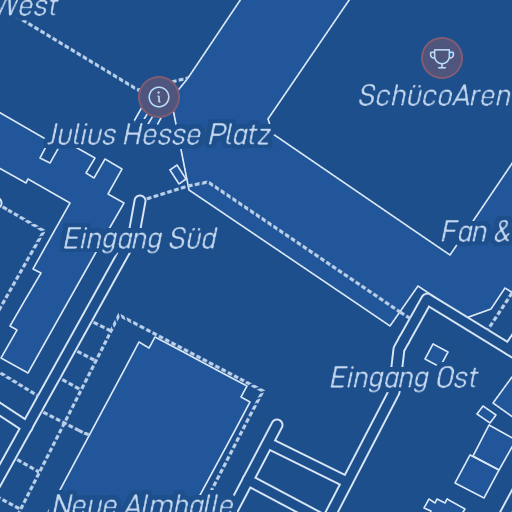 West
SchücoAren
Julius Hesse Platz
Fan &
Eingang Süd
Eingang Ost
Neue Almhalle